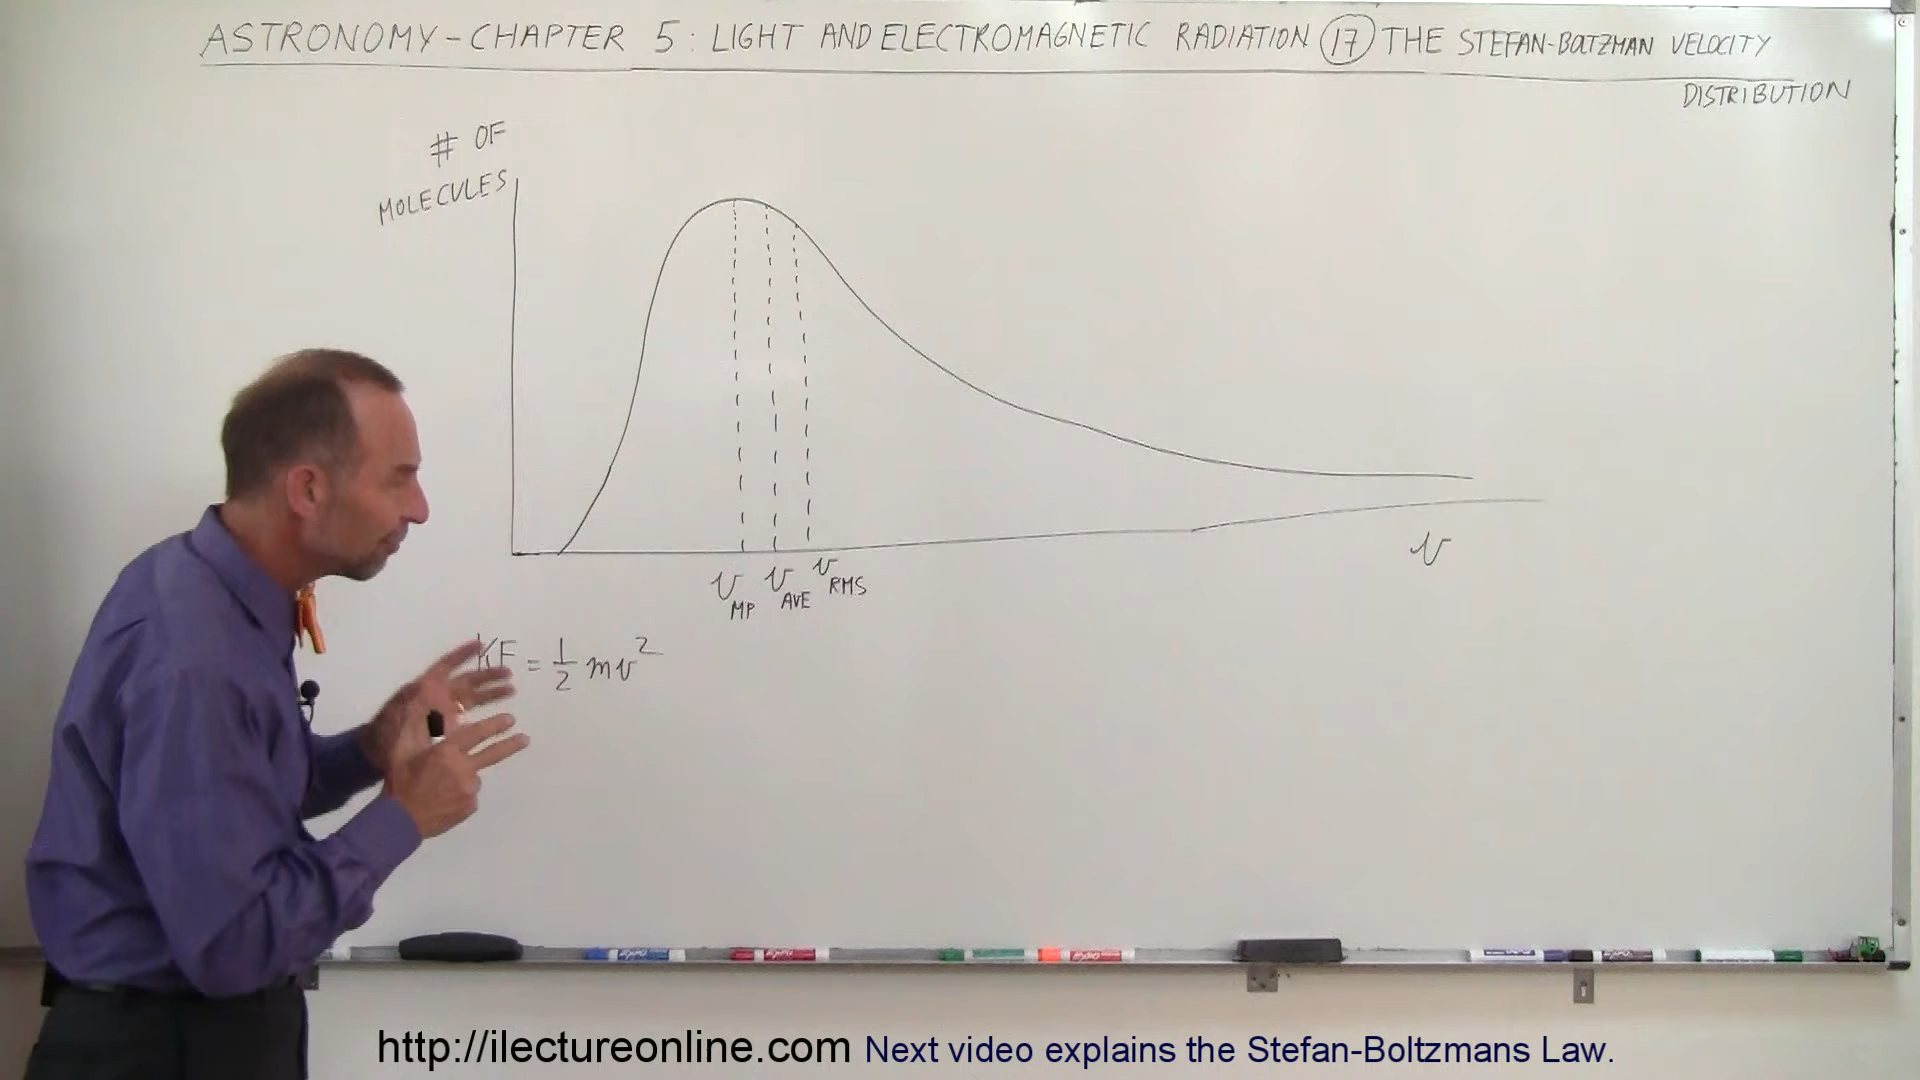 ASTRONOMY - CHAPTER 5 : LIGHT AND ELECTROMAGNETIC RADIATION 17 THE STEFAN-BOLTZMAN VELOCITY
DISTRIBUTION
# OF
MOLECULES
v
v MP v AVE v RMS
KE = 1/2 mv²
http://ilectureonline.com Next video explains the Stefan-Boltzmans Law.